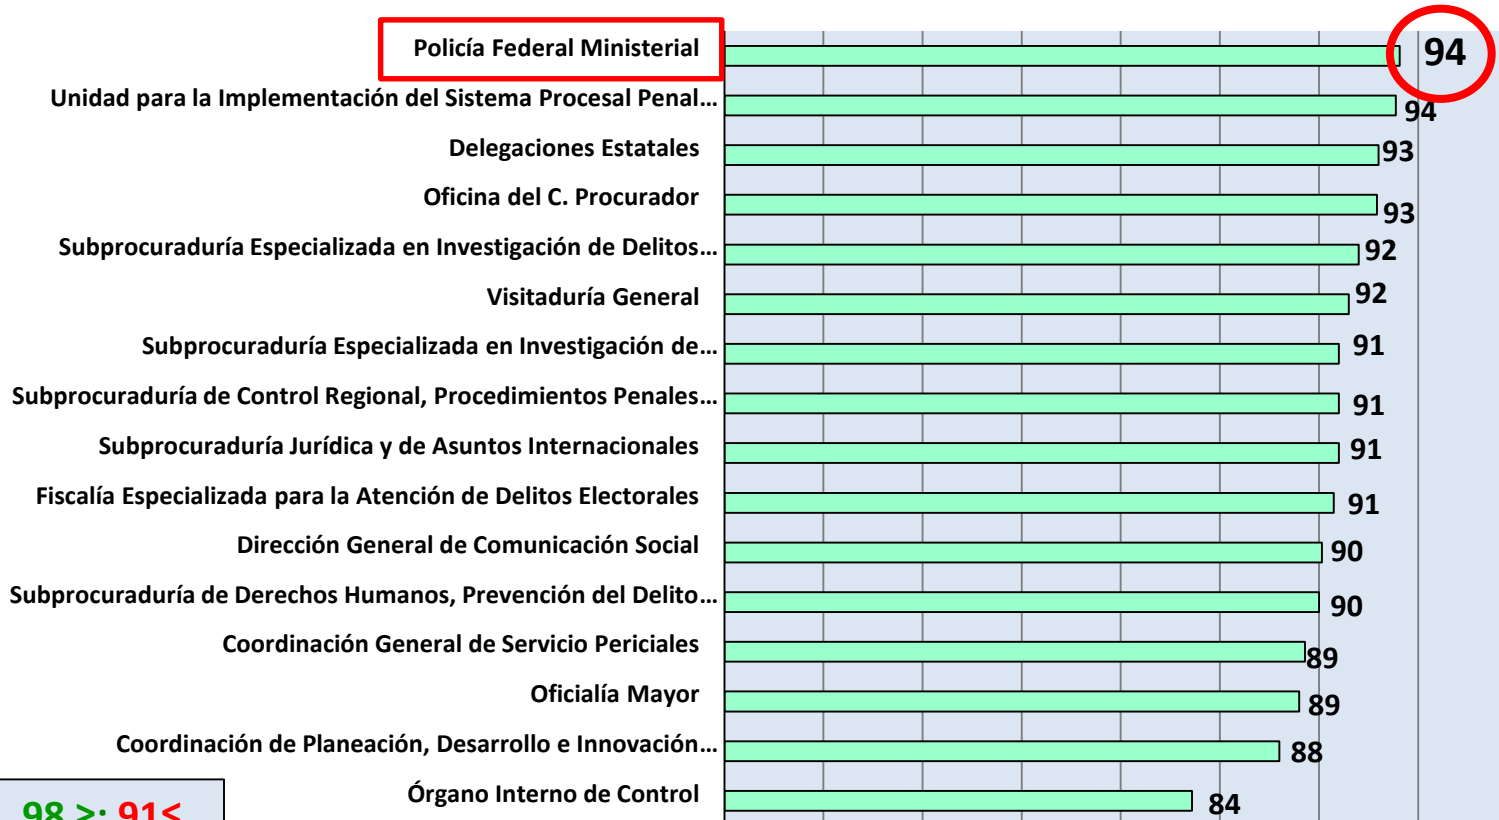 Policía Federal Ministerial 94
Unidad para la Implementación del Sistema Procesal Penal... 94
Delegaciones Estatales 93
Oficina del C. Procurador 93
Subprocuraduría Especializada en Investigación de Delitos... 92
Visitaduría General 92
Subprocuraduría Especializada en Investigación de... 91
Subprocuraduría de Control Regional, Procedimientos Penales... 91
Subprocuraduría Jurídica y de Asuntos Internacionales 91
Fiscalía Especializada para la Atención de Delitos Electorales 91
Dirección General de Comunicación Social 90
Subprocuraduría de Derechos Humanos, Prevención del Delito... 90
Coordinación General de Servicio Periciales 89
Oficialía Mayor 89
Coordinación de Planeación, Desarrollo e Innovación... 88
Órgano Interno de Control 84
98 >; 91<